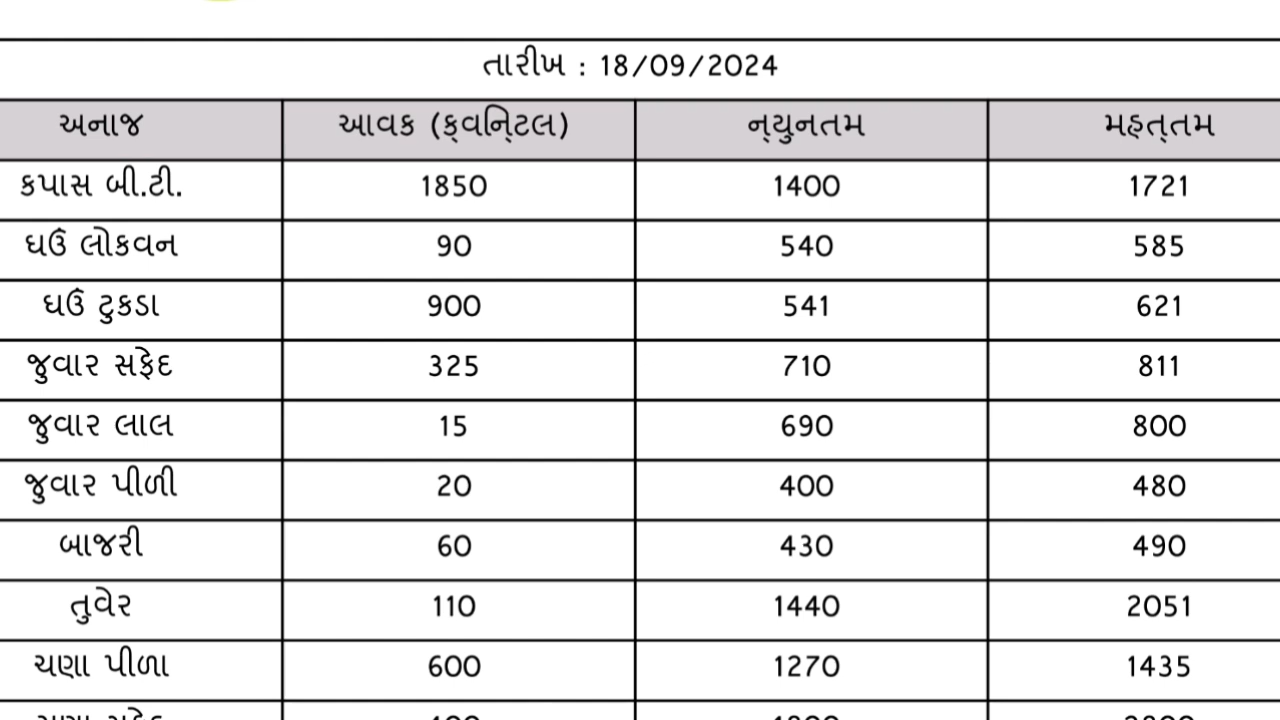 તારીખ : 18/09/2024
અનાજ આવક (ક્વન્ટિલ) ન્યુનતમ મહત્તમ
કપાસ બી.ટી. 1850 1400 1721
ઘઉં લોકવન 90 540 585
ઘઉં ટુકડા 900 541 621
જુવાર સફેદ 325 710 811
જુવાર લાલ 15 690 800
જુવાર પીળી 20 400 480
બાજરી 60 430 490
તુવેર 110 1440 2051
ચણા પીળા 600 1270 1435